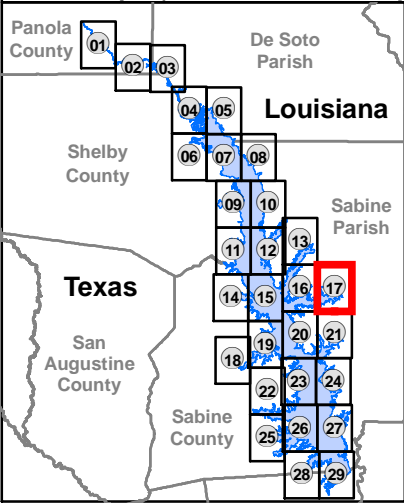 Panola
County
De Soto
Parish
Louisiana
Shelby
County
Sabine
Parish
Texas
San
Augustine
County
Sabine
County
01
02
03
04
05
06
07
08
09
10
11
12
13
14
15
16
17
18
19
20
21
22
23
24
25
26
27
28
29